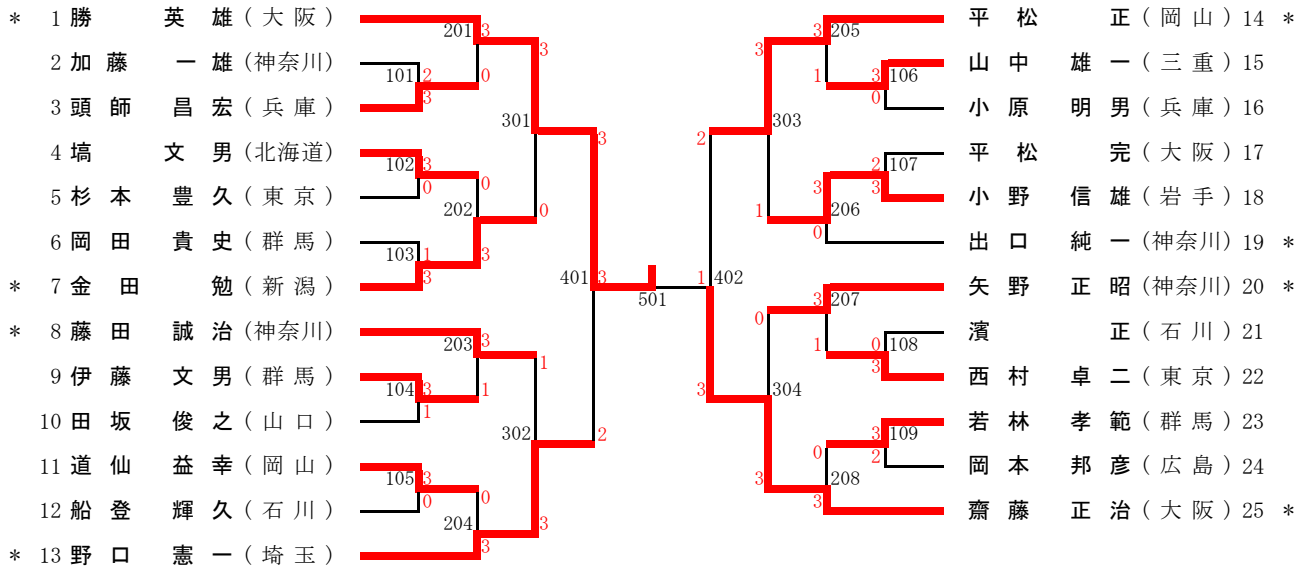 * 1 勝 英 雄 ( 大 阪 )
201 3
3
2 加 藤 一 雄 (神奈川)
101 2 0
3
3 頭 師 昌 宏 ( 兵 庫 )
301
3
4 塙 文 男 (北海道)
102 3
0 0
5 杉 本 豊 久 ( 東 京 )
202 0
6 岡 田 貴 史 ( 群 馬 )
103 1 3
3
* 7 金 田 勉 ( 新 潟 )
401 3
501
* 8 藤 田 誠 治 (神奈川)
203 3
1
9 伊 藤 文 男 ( 群 馬 )
104 3 1
1
10 田 坂 俊 之 ( 山 口 )
302 2
11 道 仙 益 幸 ( 岡 山 )
105 3
0 0
12 船 登 輝 久 ( 石 川 )
204 3
3
* 13 野 口 憲 一 ( 埼 玉 )
平 松 正 ( 岡 山 ) 14 *
3 205
3
山 中 雄 一 ( 三 重 ) 15
1 3 106
0
小 原 明 男 ( 兵 庫 ) 16
303
2
平 松 完 ( 大 阪 ) 17
2 107
3 3
小 野 信 雄 ( 岩 手 ) 18
1 206
0
出 口 純 一 (神奈川) 19 *
1 402
矢 野 正 昭 (神奈川) 20 *
3 207
0
濱 正 ( 石 川 ) 21
1 0 108
3
西 村 卓 二 ( 東 京 ) 22
3 304
若 林 孝 範 ( 群 馬 ) 23
3 109
0 2
岡 本 邦 彦 ( 広 島 ) 24
3 208
3
齋 藤 正 治 ( 大 阪 ) 25 *